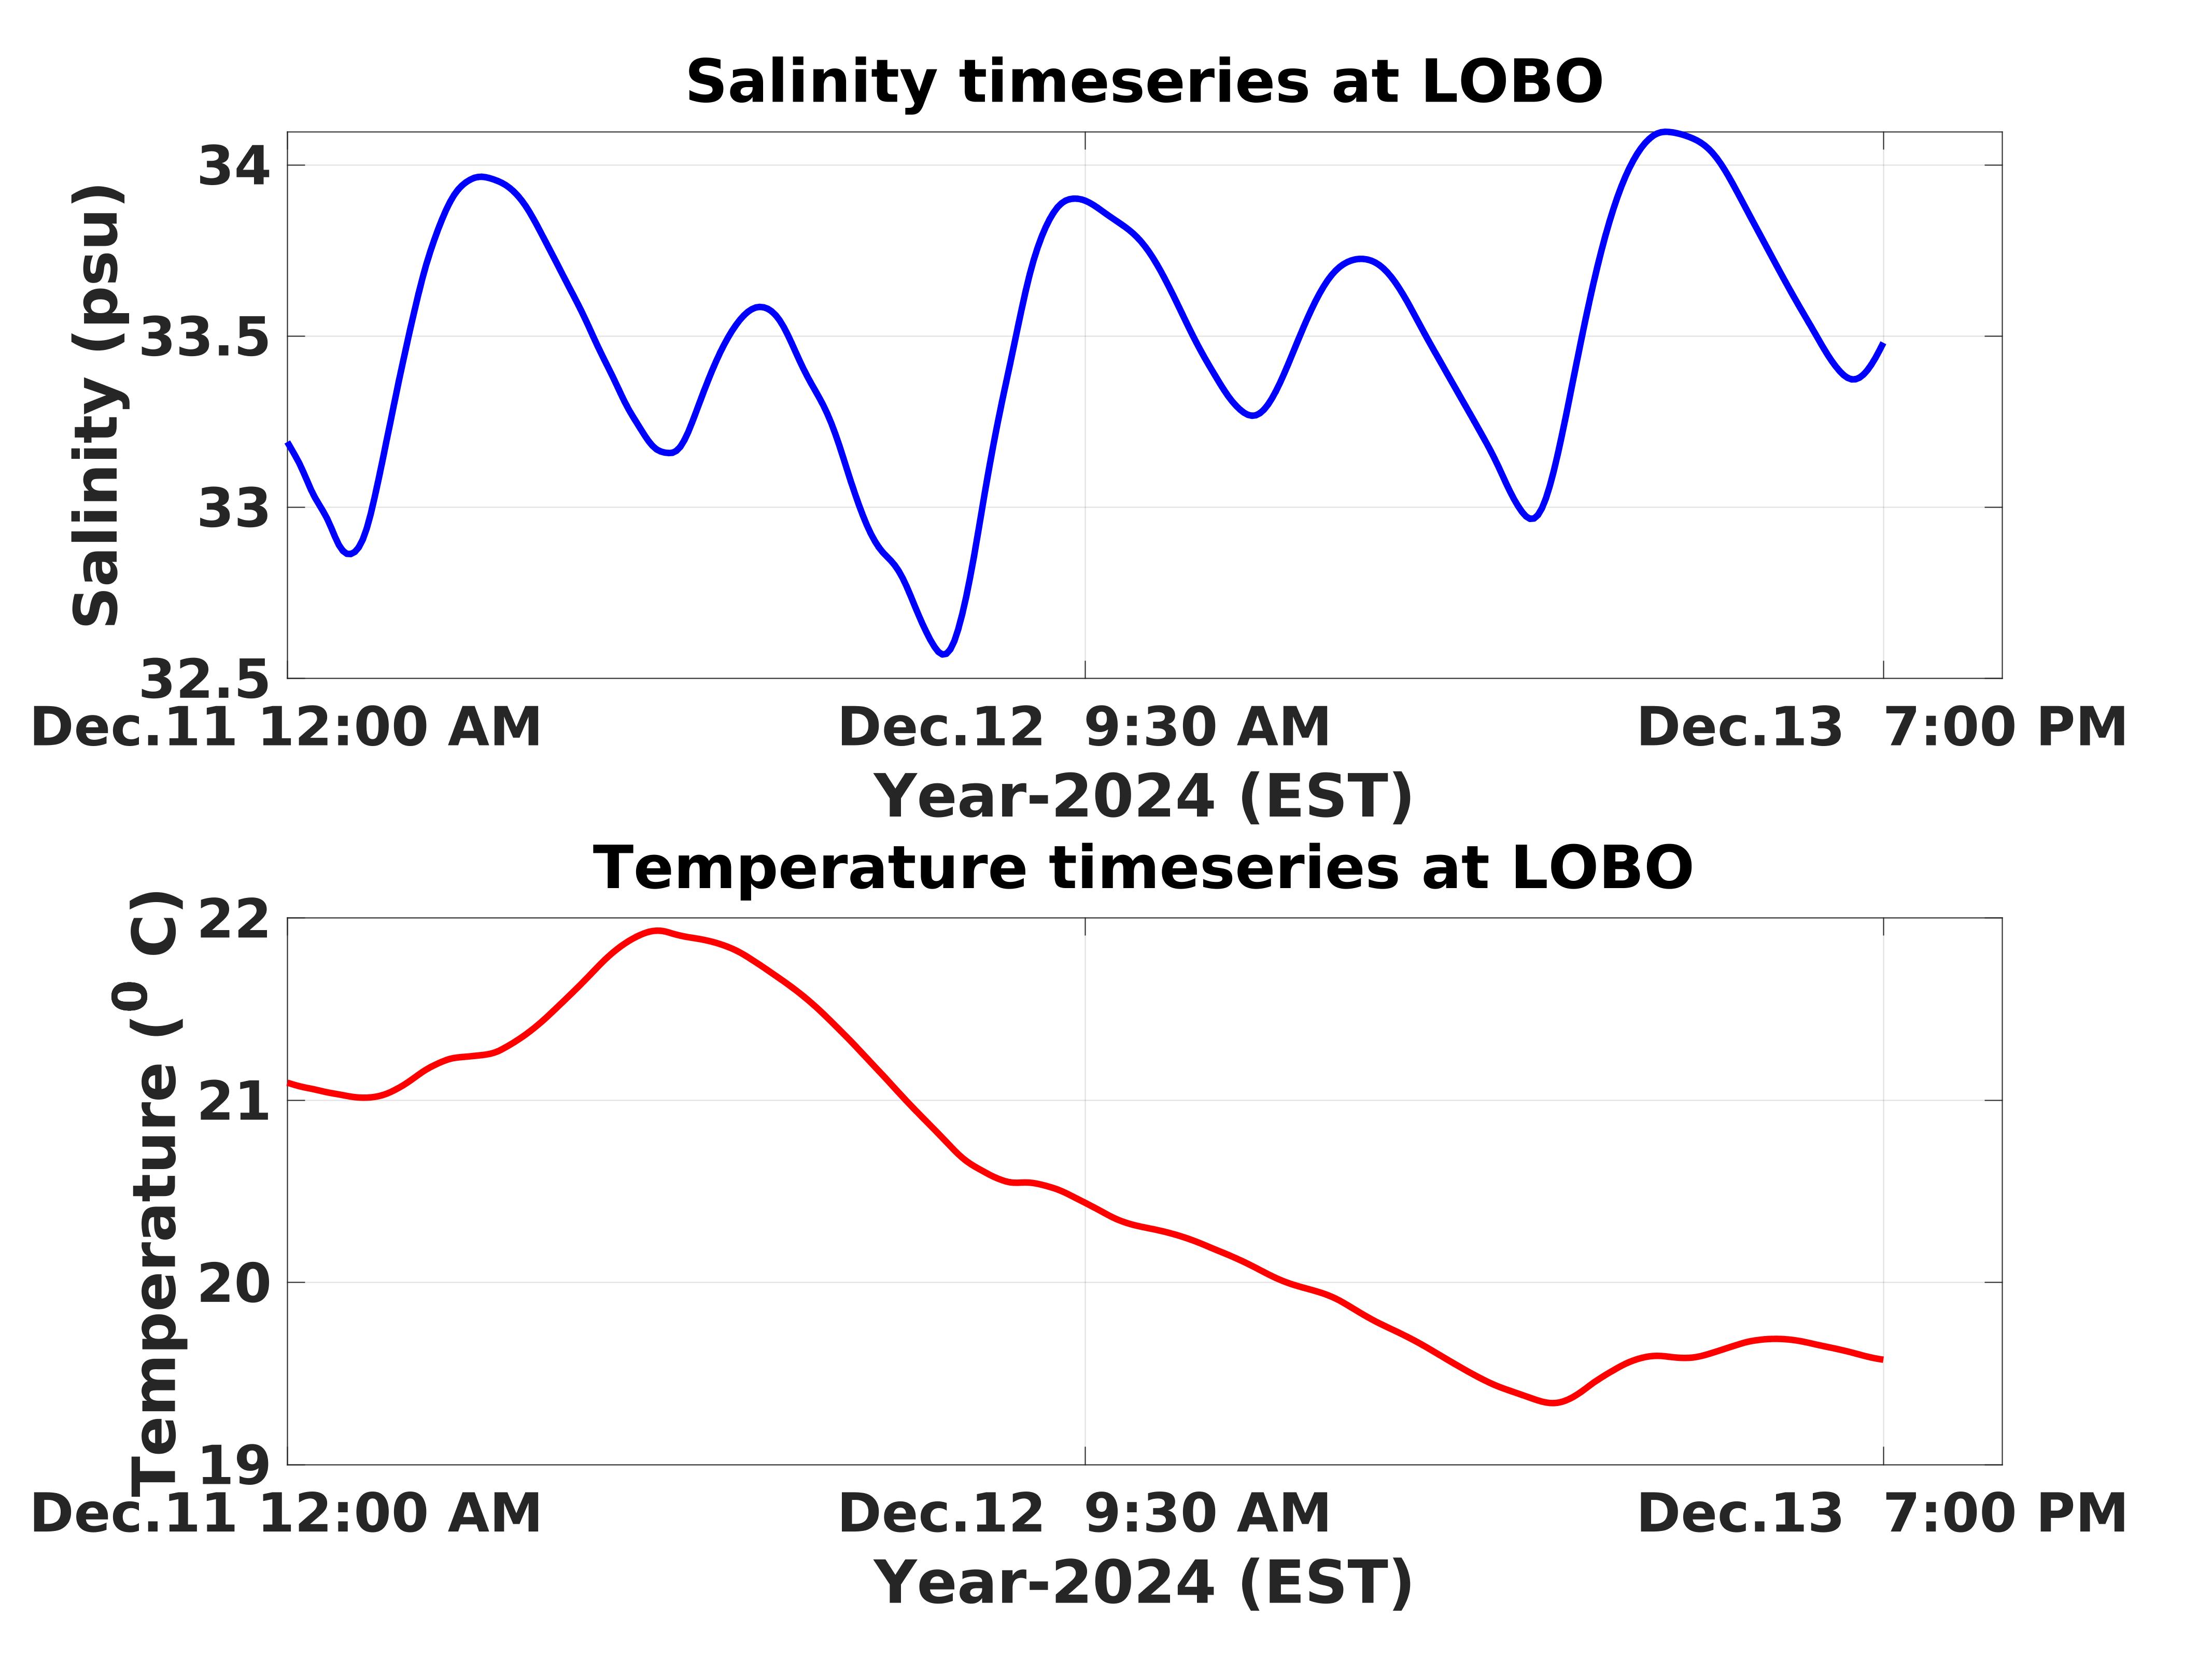 Salinity timeseries at LOBO
Salinity (psu)
34
33.5
33
32.5
Dec.11 12:00 AM
Dec.12  9:30 AM
Dec.13  7:00 PM
Year-2024 (EST)
Temperature timeseries at LOBO
Temperature (⁰ C)
22
21
20
19
Dec.11 12:00 AM
Dec.12  9:30 AM
Dec.13  7:00 PM
Year-2024 (EST)